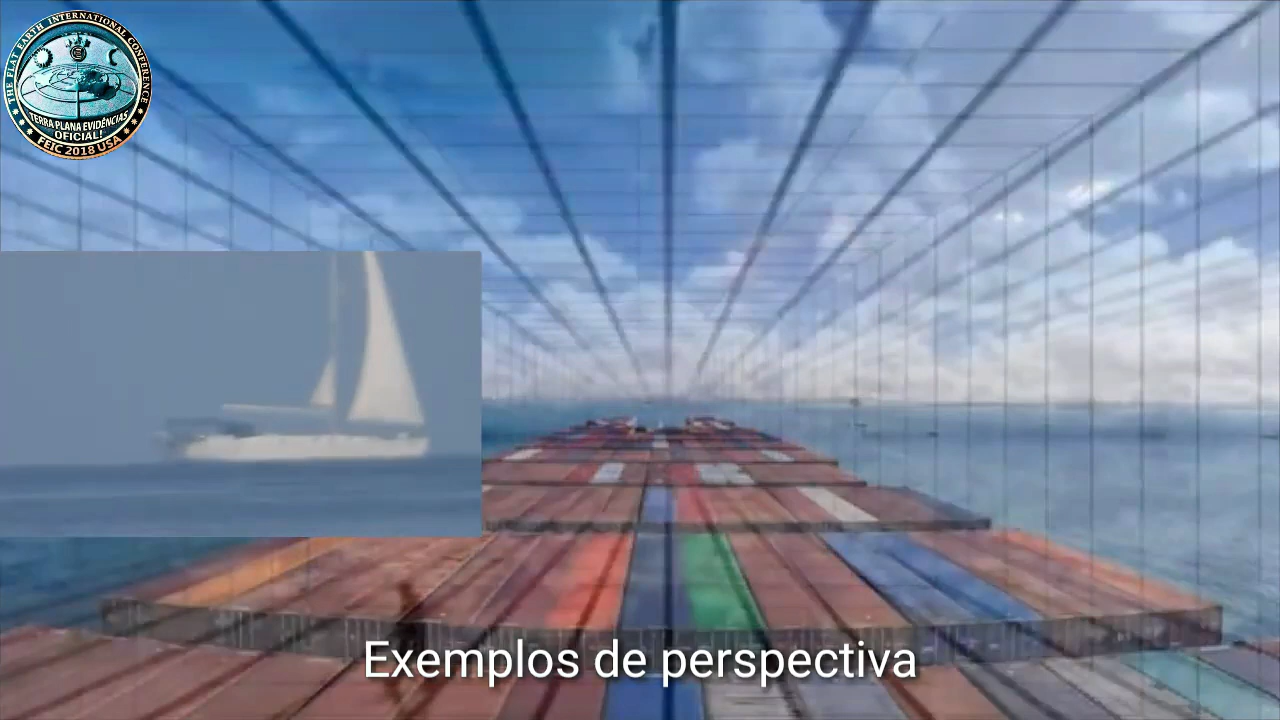 THE FLAT EARTH INTERNATIONAL CONFERENCE
TERRA PLANA EVIDÊNCIAS
OFICIAL!
FEIC 2018 USA
Exemplos de perspectiva